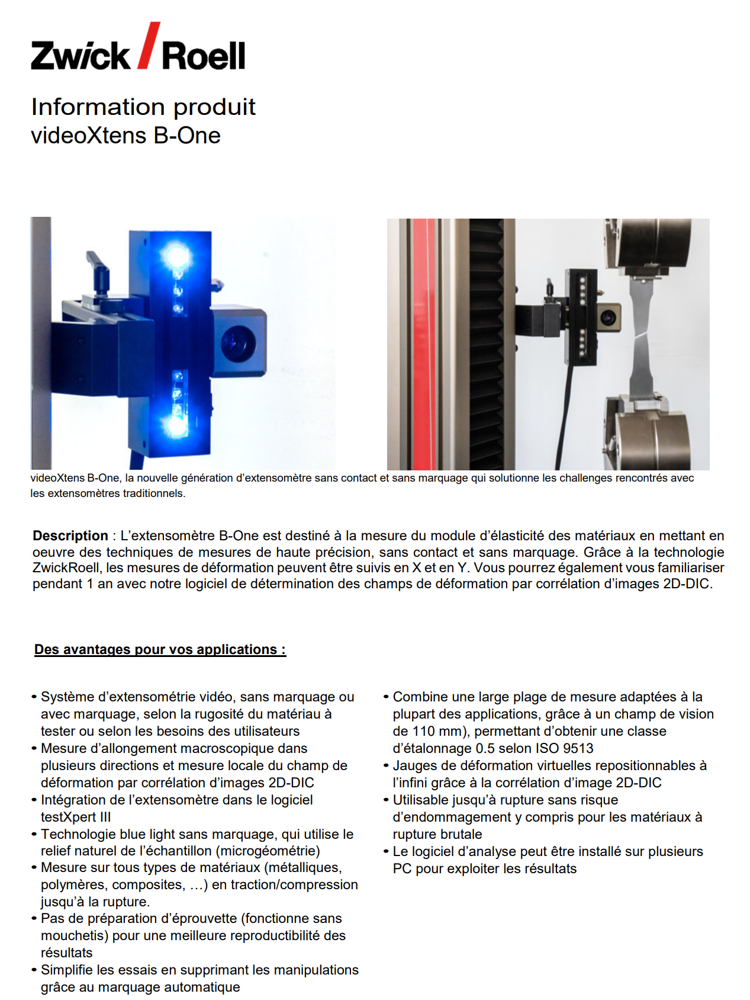 Zwick / Roell
Information produit
videoXtens B-One
videoXtens B-One, la nouvelle génération d’extensomètre sans contact et sans marquage qui solutionne les challenges rencontrés avec
les extensomètres traditionnels.
Description : L’extensomètre B-One est destiné à la mesure du module d’élasticité des matériaux en mettant en
oeuvre des techniques de mesures de haute précision, sans contact et sans marquage. Grâce à la technologie
ZwickRoell, les mesures de déformation peuvent être suivis en X et en Y. Vous pourrez également vous familiariser
pendant 1 an avec notre logiciel de détermination des champs de déformation par corrélation d’images 2D-DIC.
Des avantages pour vos applications :
• Système d’extensométrie vidéo, sans marquage ou
avec marquage, selon la rugosité du matériau à
tester ou selon les besoins des utilisateurs
• Mesure d’allongement macroscopique dans
plusieurs directions et mesure locale du champ de
déformation par corrélation d’images 2D-DIC
• Intégration de l’extensomètre dans le logiciel
testXpert III
• Technologie blue light sans marquage, qui utilise le
relief naturel de l’échantillon (microgéométrie)
• Mesure sur tous types de matériaux (métalliques,
polymères, composites, …) en traction/compression
jusqu’à la rupture.
• Pas de préparation d’éprouvette (fonctionne sans
mouchetis) pour une meilleure reproductibilité des
résultats
• Simplifie les essais en supprimant les manipulations
grâce au marquage automatique
• Combine une large plage de mesure adaptées à la
plupart des applications, grâce à un champ de vision
de 110 mm), permettant d’obtenir une classe
d’étalonnage 0.5 selon ISO 9513
• Jauges de déformation virtuelles repositionnables à
l’infini grâce à la corrélation d’image 2D-DIC
• Utilisable jusqu’à rupture sans risque
d’endommagement y compris pour les matériaux à
rupture brutale
• Le logiciel d’analyse peut être installé sur plusieurs
PC pour exploiter les résultats